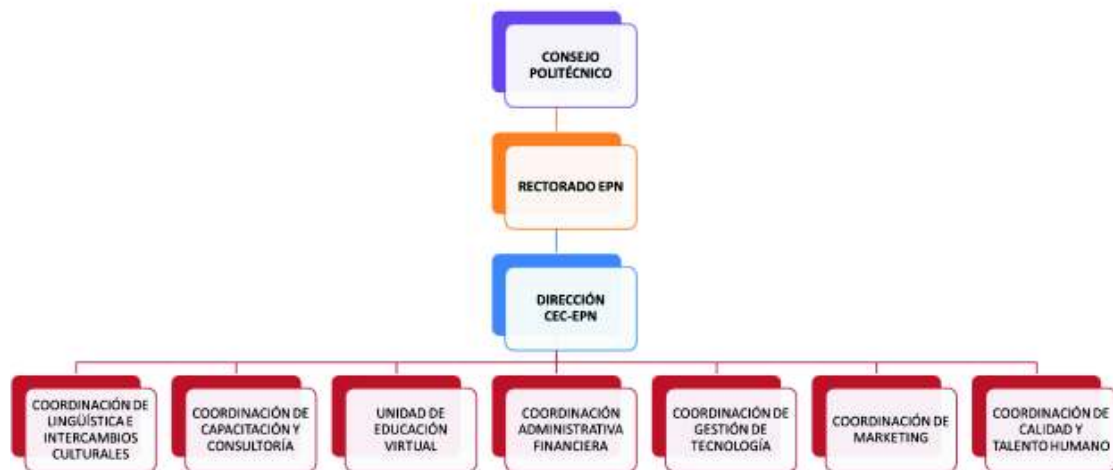 CONSEJO
POLITÉCNICO
RECTORADO EPN
DIRECCIÓN
CEC-EPN
COORDINACIÓN DE
LINGÜÍSTICA E
INTERCAMBIOS
CULTURALES
COORDINACIÓN DE
CAPACITACIÓN Y
CONSULTORÍA
UNIDAD DE
EDUCACIÓN
VIRTUAL
COORDINACIÓN
ADMINISTRATIVA
FINANCIERA
COORDINACIÓN DE
GESTIÓN DE
TECNOLOGÍA
COORDINACIÓN
DE MARKETING
COORDINACIÓN DE
CALIDAD Y
TALENTO HUMANO